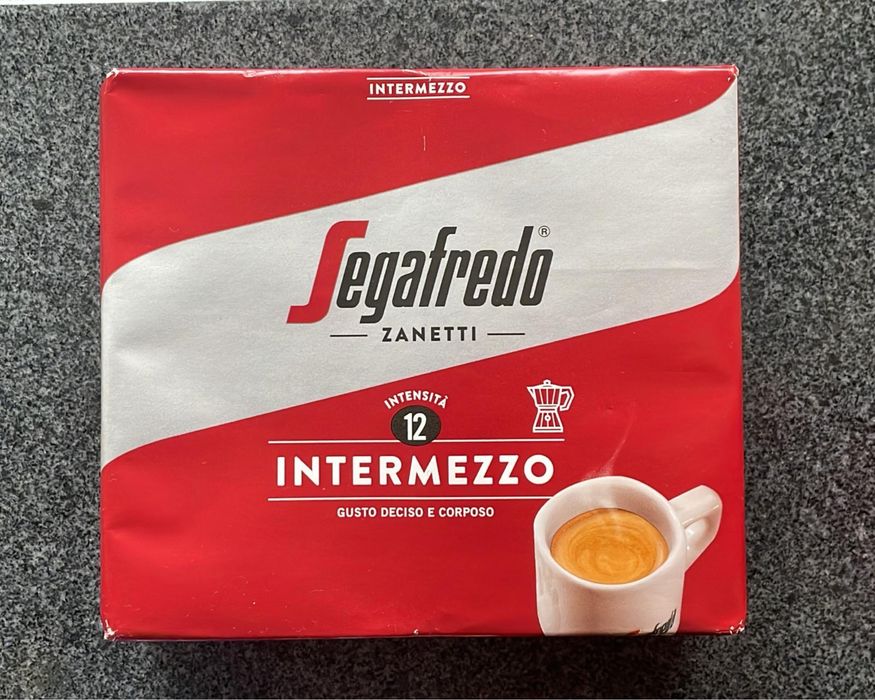 INTERMEZZO
Segafredo®
ZANETTI
INTENSITÀ
12
INTERMEZZO
GUSTO DECISO E CORPOSO